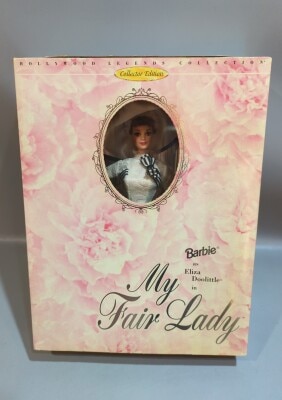 HOLLYWOOD LEGENDS COLLECTION
Collector Edition
Barbie
as
Eliza
Doolittle
in
My
Fair Lady